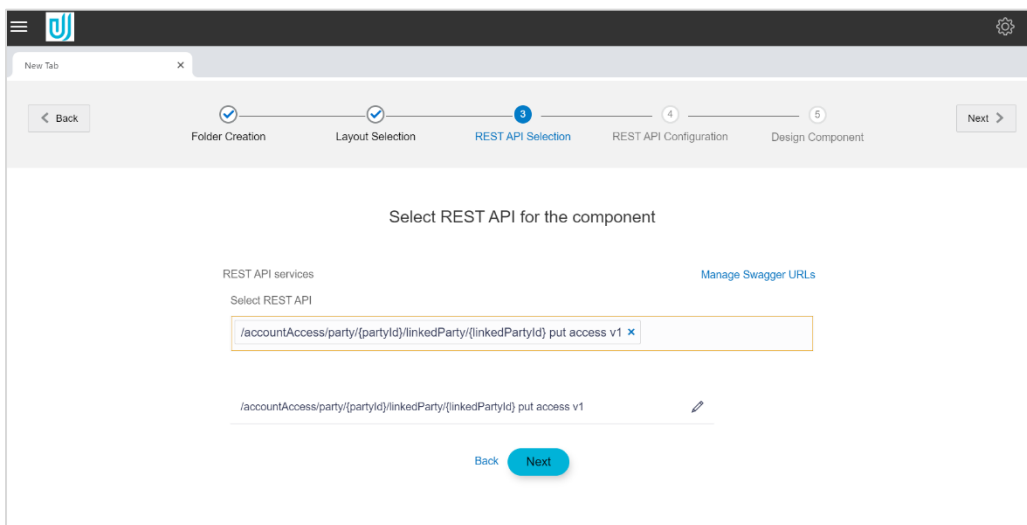 New Tab
Back
3
4
5
Next
Folder Creation
Layout Selection
REST API Selection
REST API Configuration
Design Component
Select REST API for the component
REST API services
Manage Swagger URLs
Select REST API
/accountAccess/party/{partyId}/linkedParty/{linkedPartyId} put access v1
/accountAccess/party/{partyId}/linkedParty/{linkedPartyId} put access v1
Back
Next